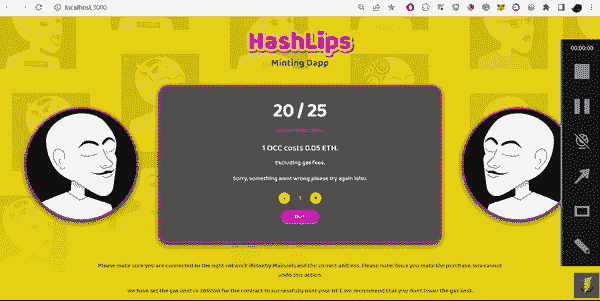 localhost:3000
HashLips
Minting Dapp
00:00:00
20 / 25
1 OCC costs 0.05 ETH.
Excluding gas fees.
Sorry, something went wrong please try again later.
- 1 +
BUY
Please make sure you are connected to the right network and the correct address. Please note: Once you make the purchase, you cannot
undo this action.
We have set the gas limit to for the contract to successfully mint your NFT. We recommend that you don't lower the gas limit.